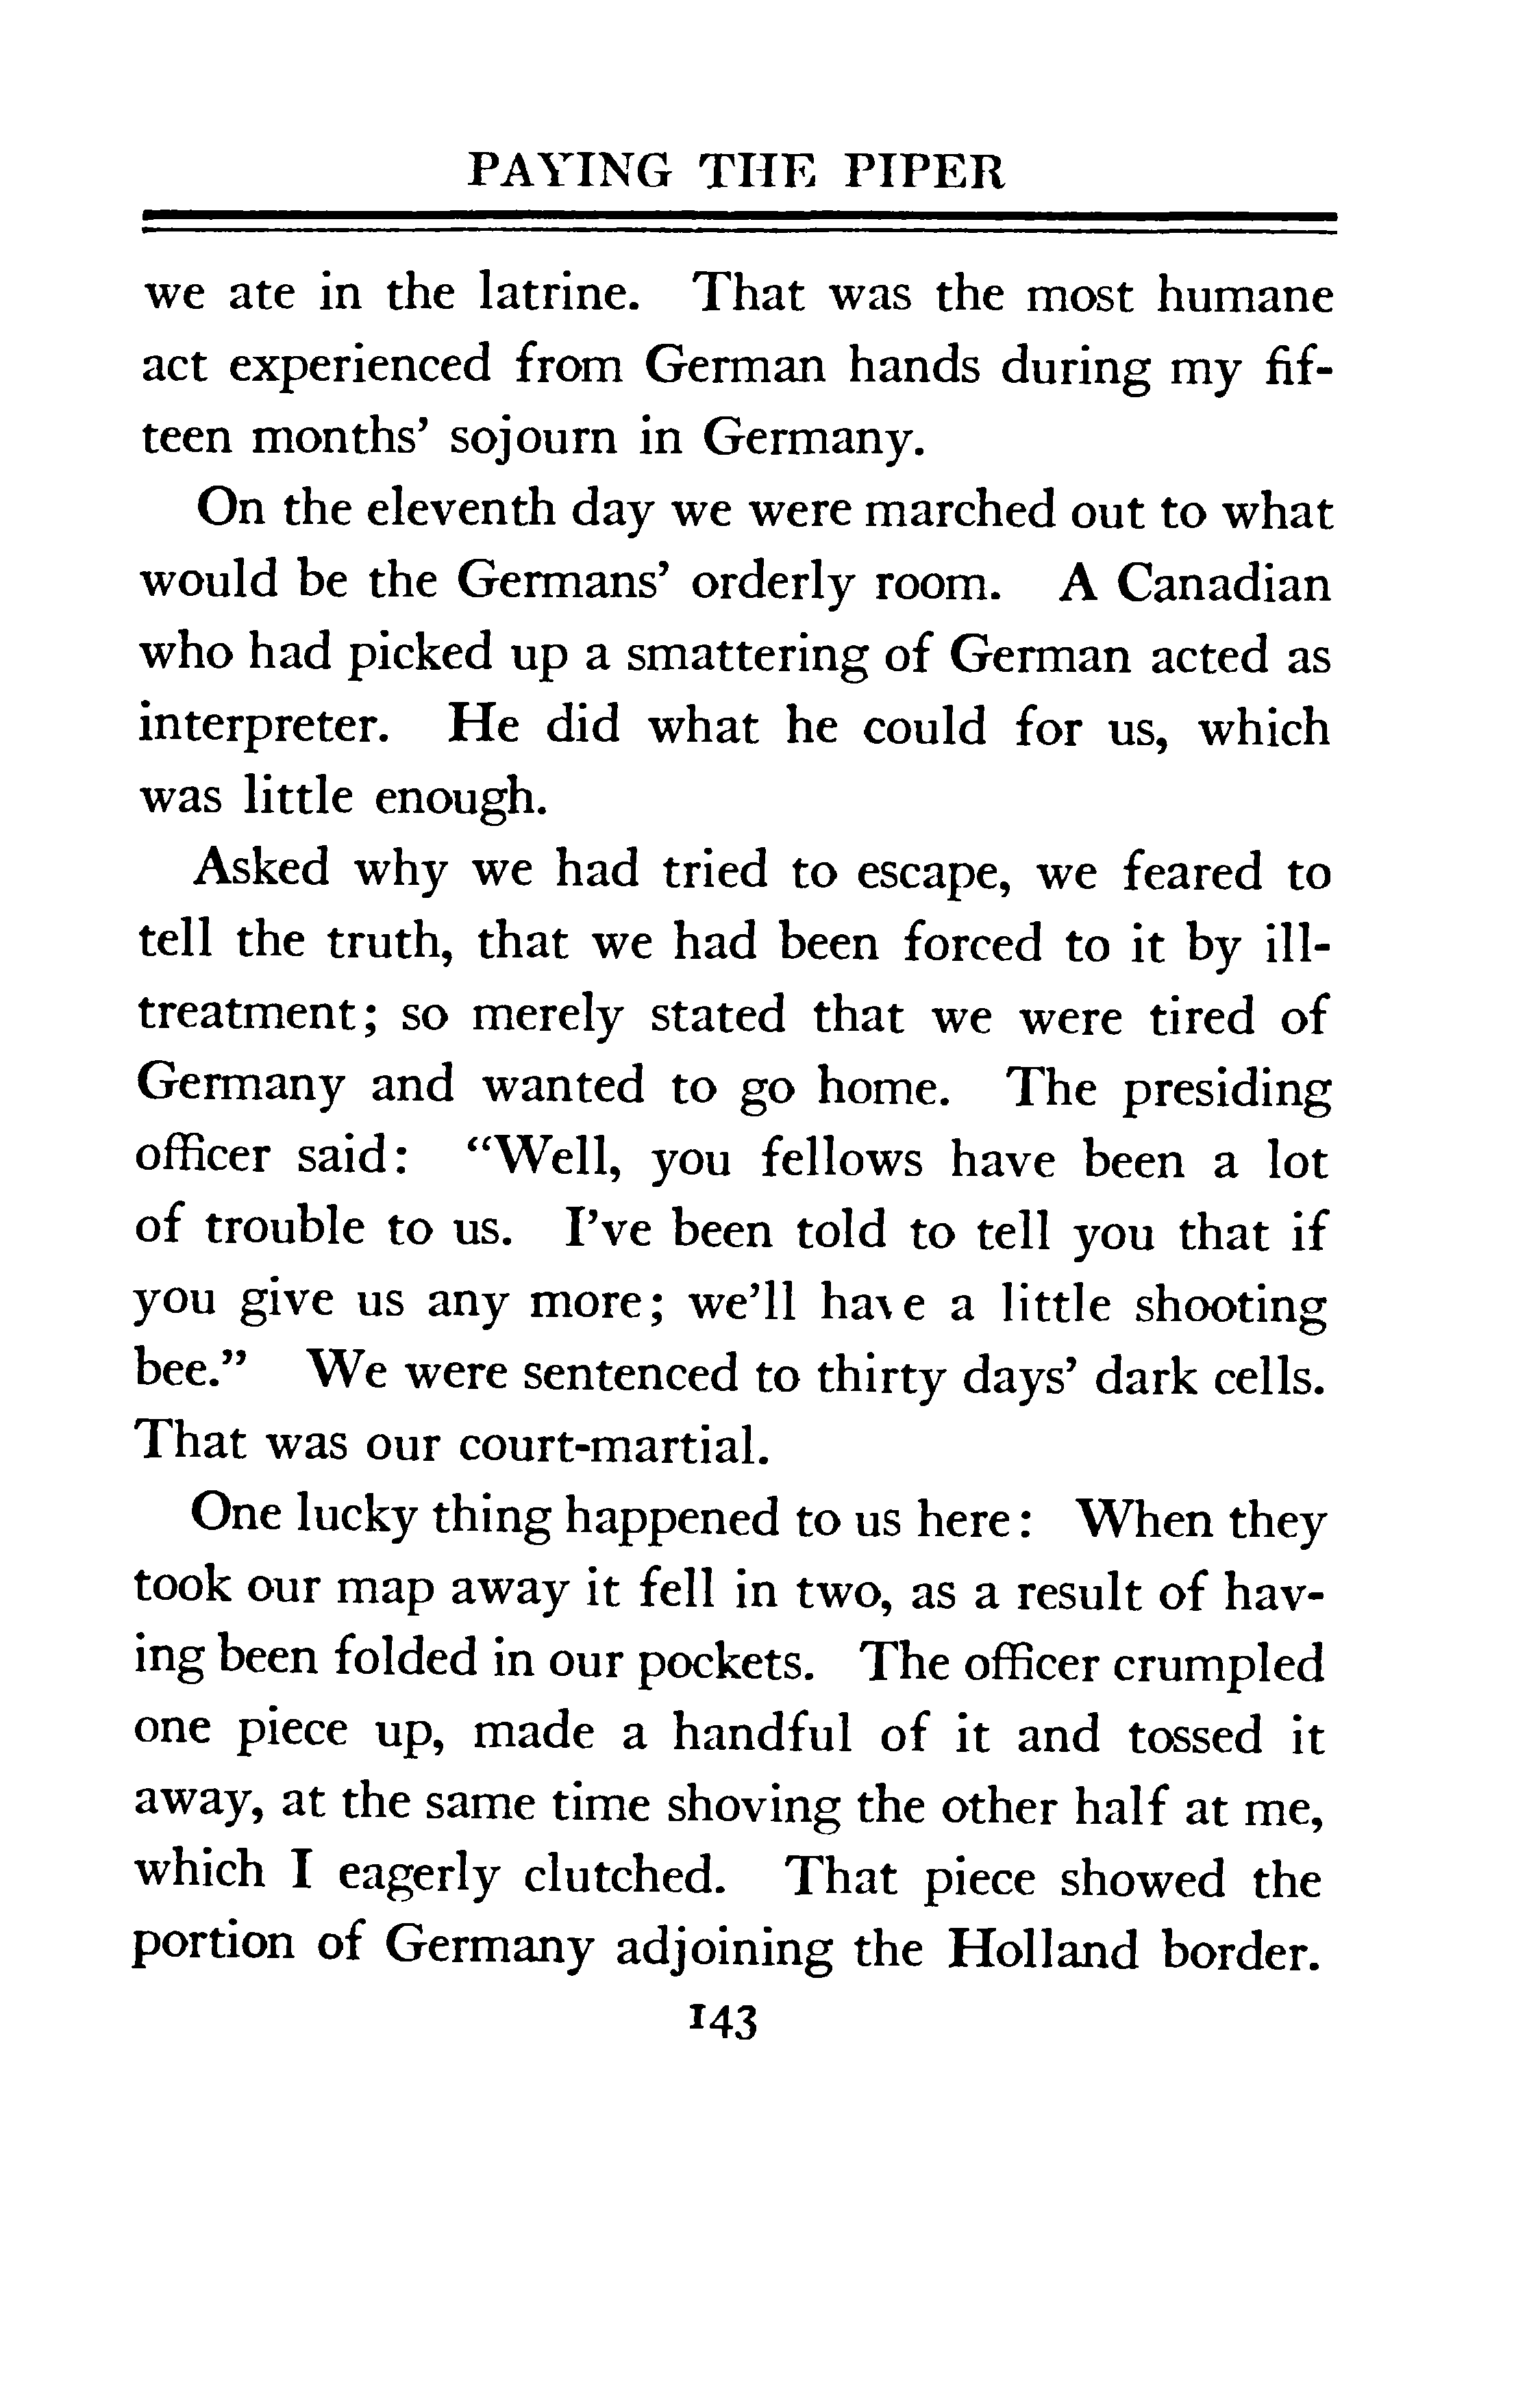 PAYING THE PIPER
we ate in the latrine. That was the most humane
act experienced from German hands during my fif-
teen months’ sojourn in Germany.
On the eleventh day we were marched out to what
would be the Germans’ orderly room. A Canadian
who had picked up a smattering of German acted as
interpreter. He did what he could for us, which
was little enough.
Asked why we had tried to escape, we feared to
tell the truth, that we had been forced to it by ill-
treatment; so merely stated that we were tired of
Germany and wanted to go home. The presiding
officer said: “Well, you fellows have been a lot
of trouble to us. I’ve been told to tell you that if
you give us any more; we’ll have a little shooting
bee.” We were sentenced to thirty days’ dark cells.
That was our court-martial.
One lucky thing happened to us here: When they
took our map away it fell in two, as a result of hav-
ing been folded in our pockets. The officer crumpled
one piece up, made a handful of it and tossed it
away, at the same time shoving the other half at me,
which I eagerly clutched. That piece showed the
portion of Germany adjoining the Holland border.
143